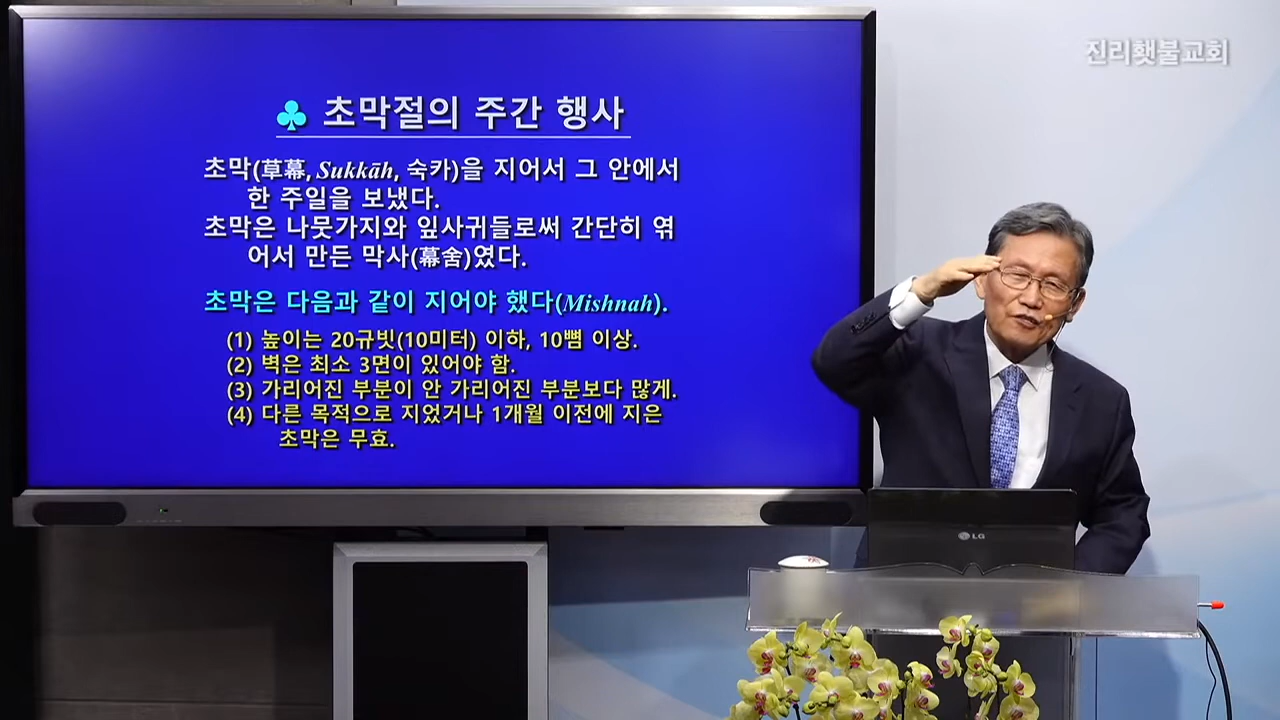 진리횃불교회
♣ 초막절의 주간 행사
초막(草幕, Sukkāh, 숙카)을 지어서 그 안에서
한 주일을 보냈다.
초막은 나뭇가지와 잎사귀들로써 간단히 엮
어서 만든 막사(幕舍)였다.
초막은 다음과 같이 지어야 했다(Mishnah).
(1) 높이는 20규빗(10미터) 이하, 10뼘 이상.
(2) 벽은 최소 3면이 있어야 함.
(3) 가리어진 부분이 안 가리어진 부분보다 많게.
(4) 다른 목적으로 지었거나 1개월 이전에 지은
초막은 무효.
LG